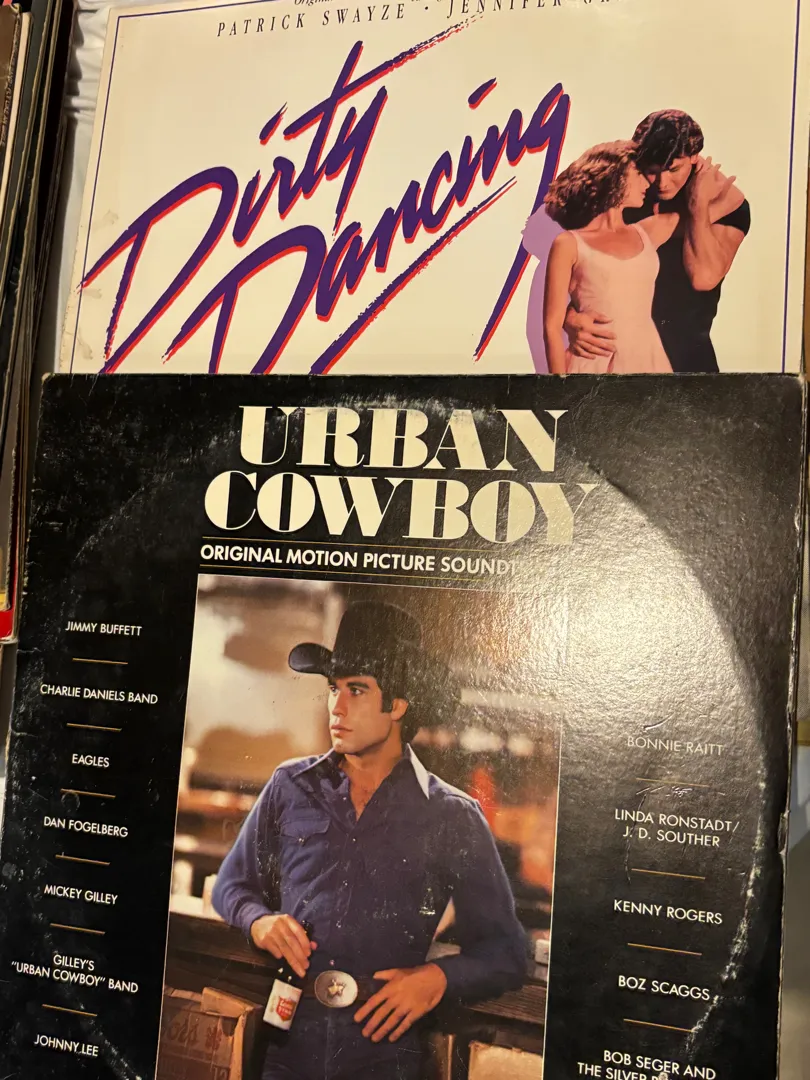 PATRICK SWAYZE · JENNIFER
Dirty
Dancing
URBAN
COWBOY
ORIGINAL MOTION PICTURE SOUND
JIMMY BUFFETT
CHARLIE DANIELS BAND
EAGLES
DAN FOGELBERG
MICKEY GILLEY
GILLEY'S
"URBAN COWBOY" BAND
JOHNNY LEE
BONNIE RAITT
LINDA RONSTADT/
J. D. SOUTHER
KENNY ROGERS
BOZ SCAGGS
BOB SEGER AND
THE SILVER